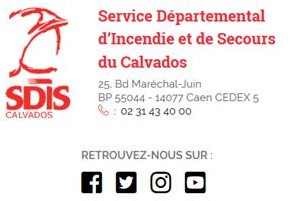 Service Départemental
d'Incendie et de Secours
du Calvados
SDIS
CALVADOS
25, Bd Maréchal-Juin
BP 55044 - 14077 Caen CEDEX 5
: 02 31 43 40 00
RETROUVEZ-NOUS SUR :